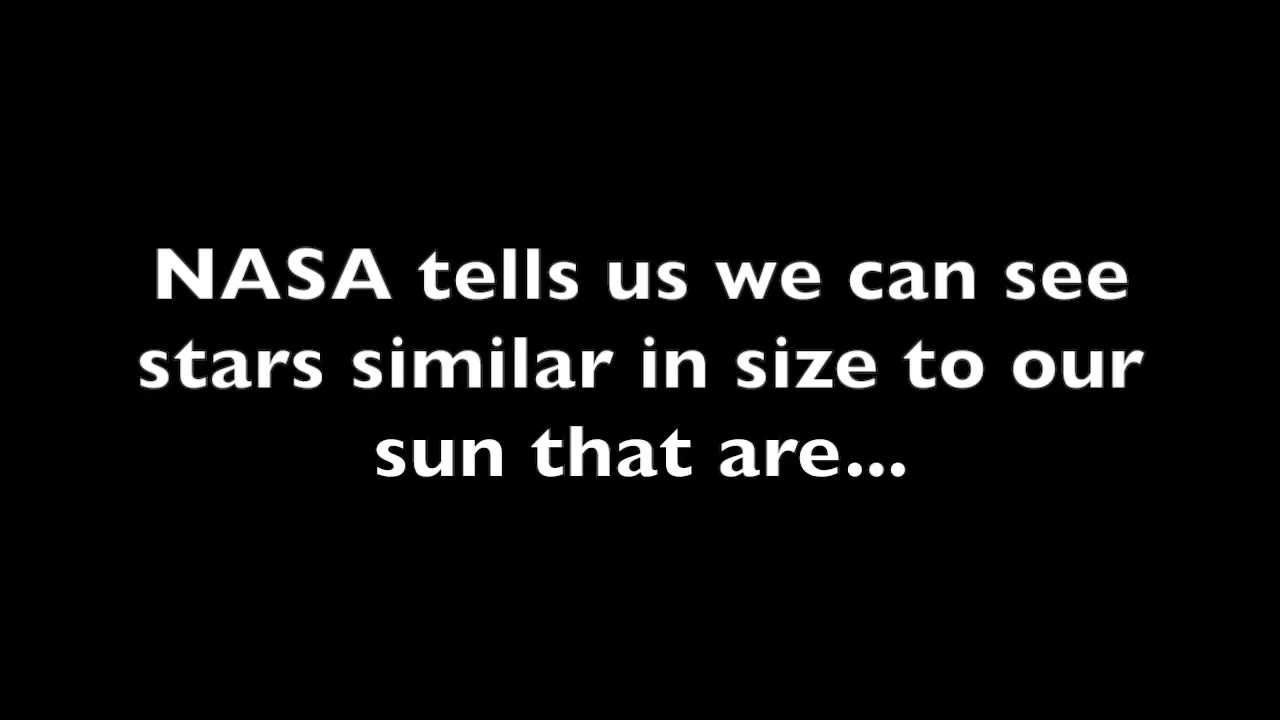 NASA tells us we can see
stars similar in size to our
sun that are...